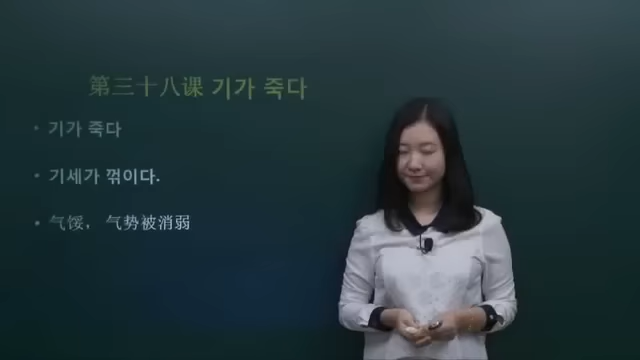 第三十八课 기가 죽다
기가 죽다
기세가 꺾이다.
气馁，气势被消弱